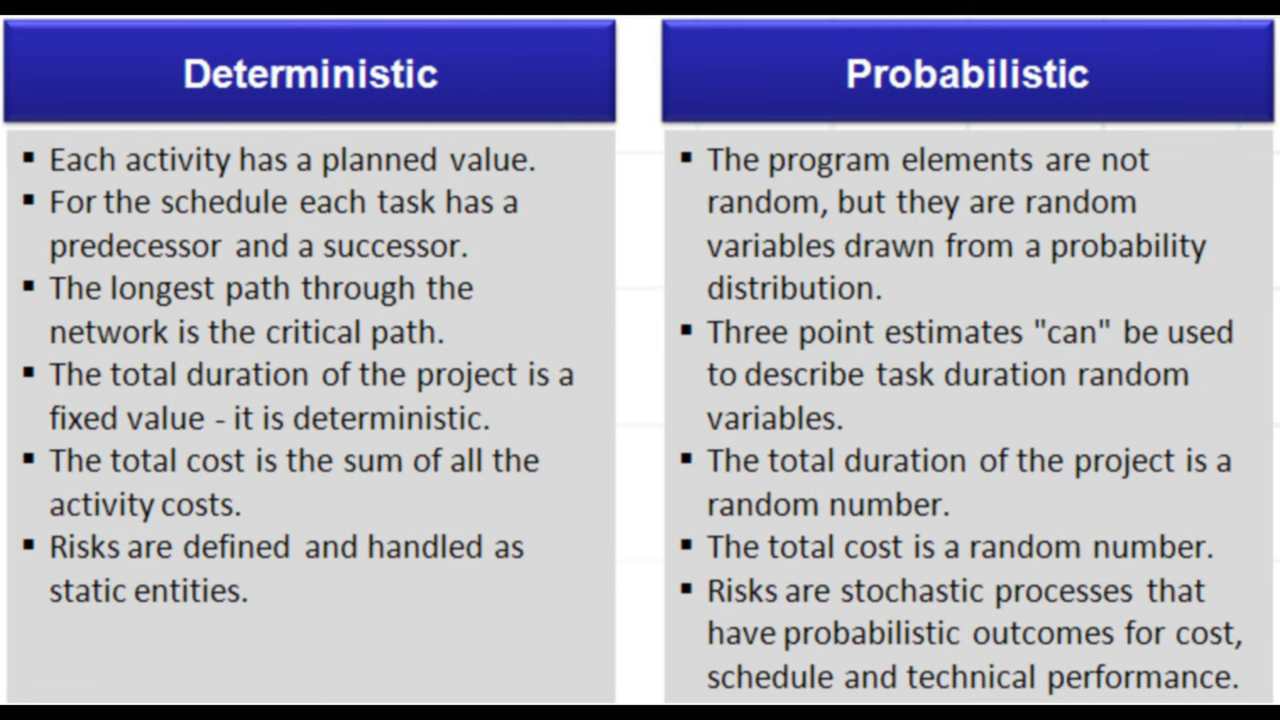 Deterministic
▪ Each activity has a planned value.
▪ For the schedule each task has a
predecessor and a successor.
▪ The longest path through the
network is the critical path.
▪ The total duration of the project is a
fixed value - it is deterministic.
▪ The total cost is the sum of all the
activity costs.
▪ Risks are defined and handled as
static entities.
Probabilistic
▪ The program elements are not
random, but they are random
variables drawn from a probability
distribution.
▪ Three point estimates "can" be used
to describe task duration random
variables.
▪ The total duration of the project is a
random number.
▪ The total cost is a random number.
▪ Risks are stochastic processes that
have probabilistic outcomes for cost,
schedule and technical performance.